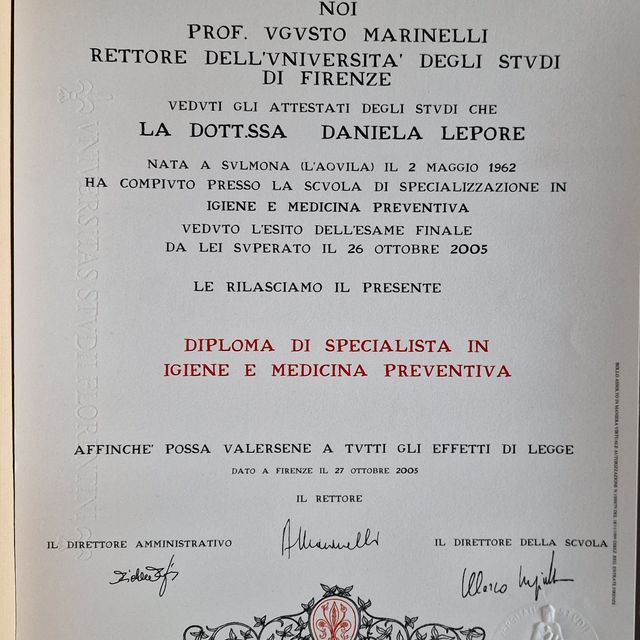 NOI
PROF. VGVSTO MARINELLI
RETTORE DELL'VNIVERSITA' DEGLI STVDI
DI FIRENZE
VEDVTI GLI ATTESTATI DEGLI STVDI CHE
LA DOTT.SSA DANIELA LEPORE
NATA A SVLMONA (L'AQVILA) IL 2 MAGGIO 1962
HA COMPIVTO PRESSO LA SCVOLA DI SPECIALIZZAZIONE IN
IGIENE E MEDICINA PREVENTIVA
VEDVTO L'ESITO DELL'ESAME FINALE
DA LEI SVPERATO IL 26 OTTOBRE 2005
LE RILASCIAMO IL PRESENTE
DIPLOMA DI SPECIALISTA IN
IGIENE E MEDICINA PREVENTIVA
AFFINCHE' POSSA VALERSENE A TVTTI GLI EFFETTI DI LEGGE
DATO A FIRENZE IL 27 OTTOBRE 2005
IL RETTORE
IL DIRETTORE AMMINISTRATIVO
IL DIRETTORE DELLA SCVOLA
VNIVERSITAS STVDII FLORENTINI